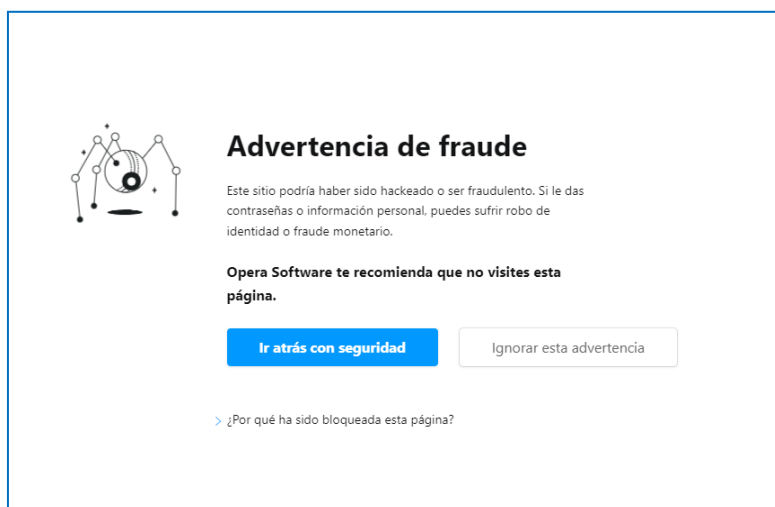 Advertencia de fraude
Este sitio podría haber sido hackeado o ser fraudulento. Si le das
contraseñas o información personal, puedes sufrir robo de
identidad o fraude monetario.
Opera Software te recomienda que no visites esta
página.
Ir atrás con seguridad
Ignorar esta advertencia
¿Por qué ha sido bloqueada esta página?